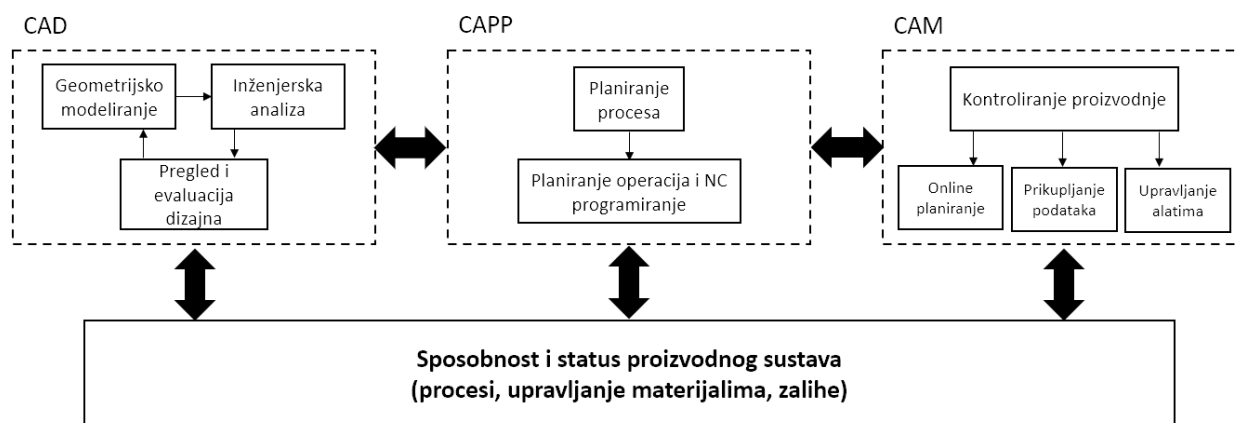 CAD
Geometrijsko
modeliranje
Inženjerska
analiza
Pregled i
evaluacija
dizajna
CAPP
Planiranje
procesa
Planiranje operacija i NC
programiranje
CAM
Kontroliranje proizvodnje
Online
planiranje
Prikupljanje
podataka
Upravljanje
alatima
Sposobnost i status proizvodnog sustava
(procesi, upravljanje materijalima, zalihe)